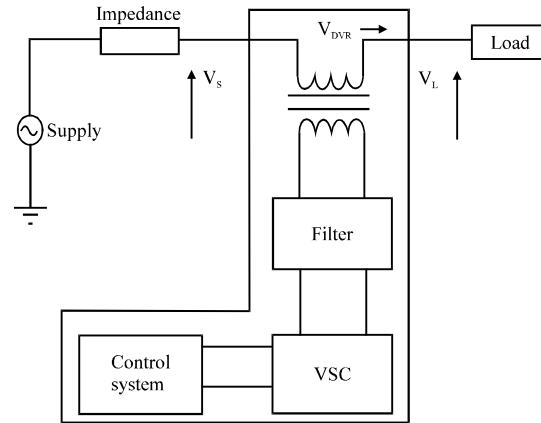 Impedance
V_DVR
Load
V_S
V_L
Supply
Filter
Control
system
VSC